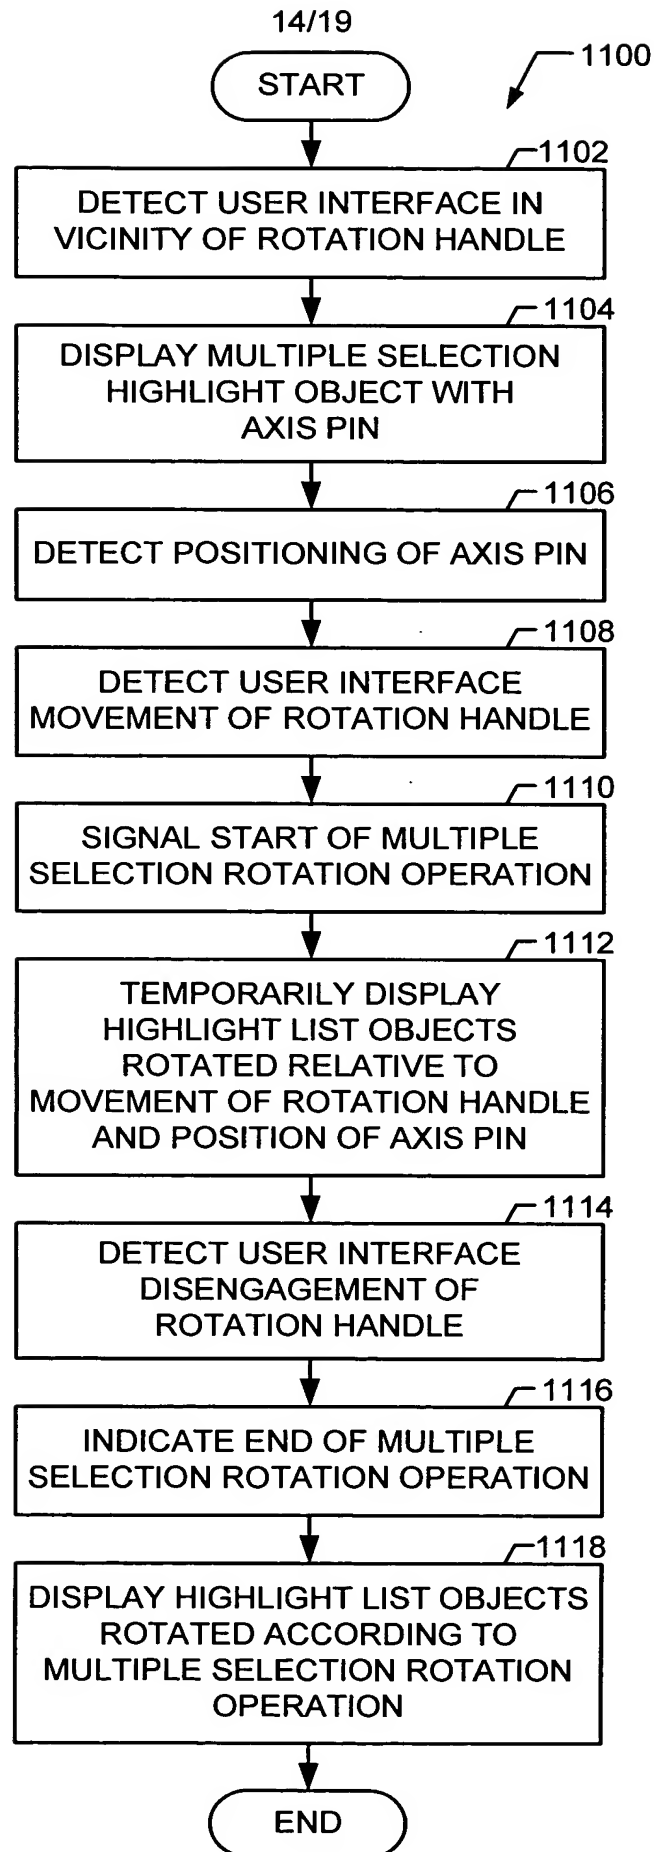 14/19
START
1100
1102
DETECT USER INTERFACE IN
VICINITY OF ROTATION HANDLE
1104
DISPLAY MULTIPLE SELECTION
HIGHLIGHT OBJECT WITH
AXIS PIN
1106
DETECT POSITIONING OF AXIS PIN
1108
DETECT USER INTERFACE
MOVEMENT OF ROTATION HANDLE
1110
SIGNAL START OF MULTIPLE
SELECTION ROTATION OPERATION
1112
TEMPORARILY DISPLAY
HIGHLIGHT LIST OBJECTS
ROTATED RELATIVE TO
MOVEMENT OF ROTATION HANDLE
AND POSITION OF AXIS PIN
1114
DETECT USER INTERFACE
DISENGAGEMENT OF
ROTATION HANDLE
1116
INDICATE END OF MULTIPLE
SELECTION ROTATION OPERATION
1118
DISPLAY HIGHLIGHT LIST OBJECTS
ROTATED ACCORDING TO
MULTIPLE SELECTION ROTATION
OPERATION
END